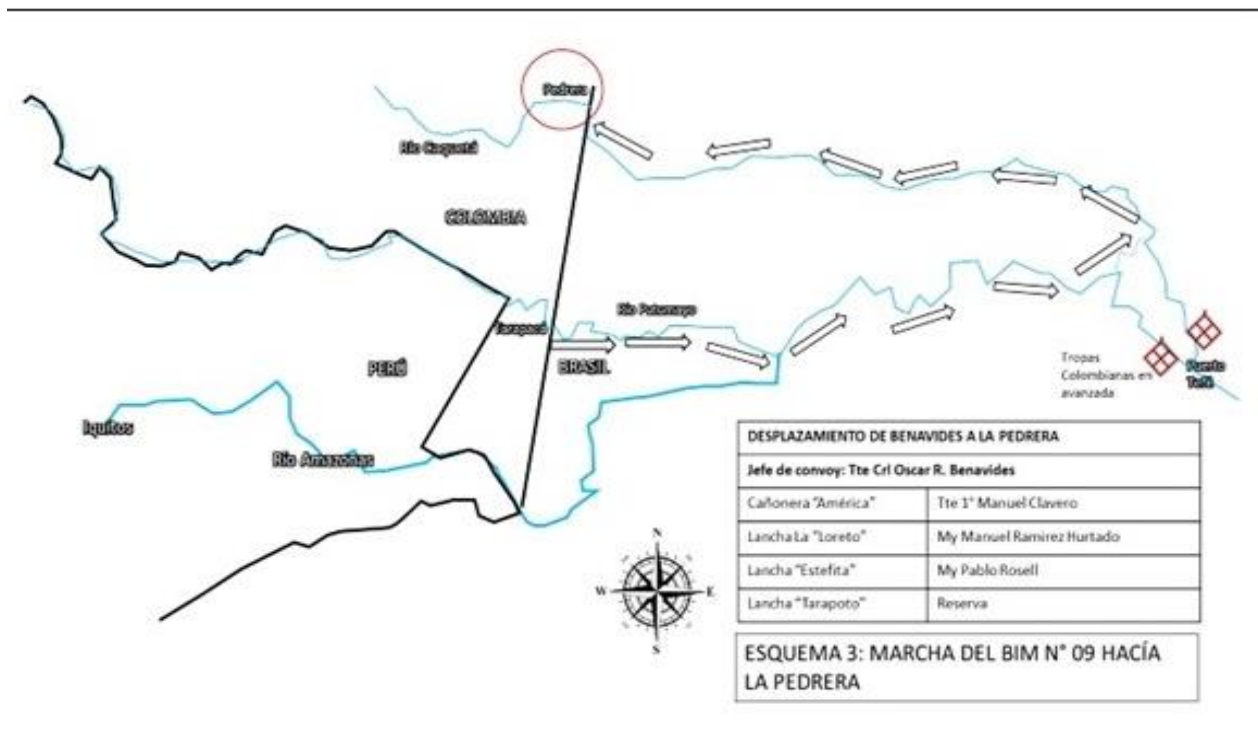 Pedrera
Río Caquetá
COLOMBIA
Río Putumayo
Tarapacá
PERÚ
BRASIL
Tropas
Colombianas en
avanzada
Puerto
Tefé
Iquitos
Río Amazonas
N
W
E
S
DESPLAZAMIENTO DE BENAVIDES A LA PEDRERA
Jefe de convoy: Tte Crl Oscar R. Benavides
Cañonera "América" Tte 1° Manuel Clavero
Lancha La "Loreto" My Manuel Ramirez Hurtado
Lancha "Estefita" My Pablo Rosell
Lancha "Tarapoto" Reserva
ESQUEMA 3: MARCHA DEL BIM N° 09 HACÍA
LA PEDRERA